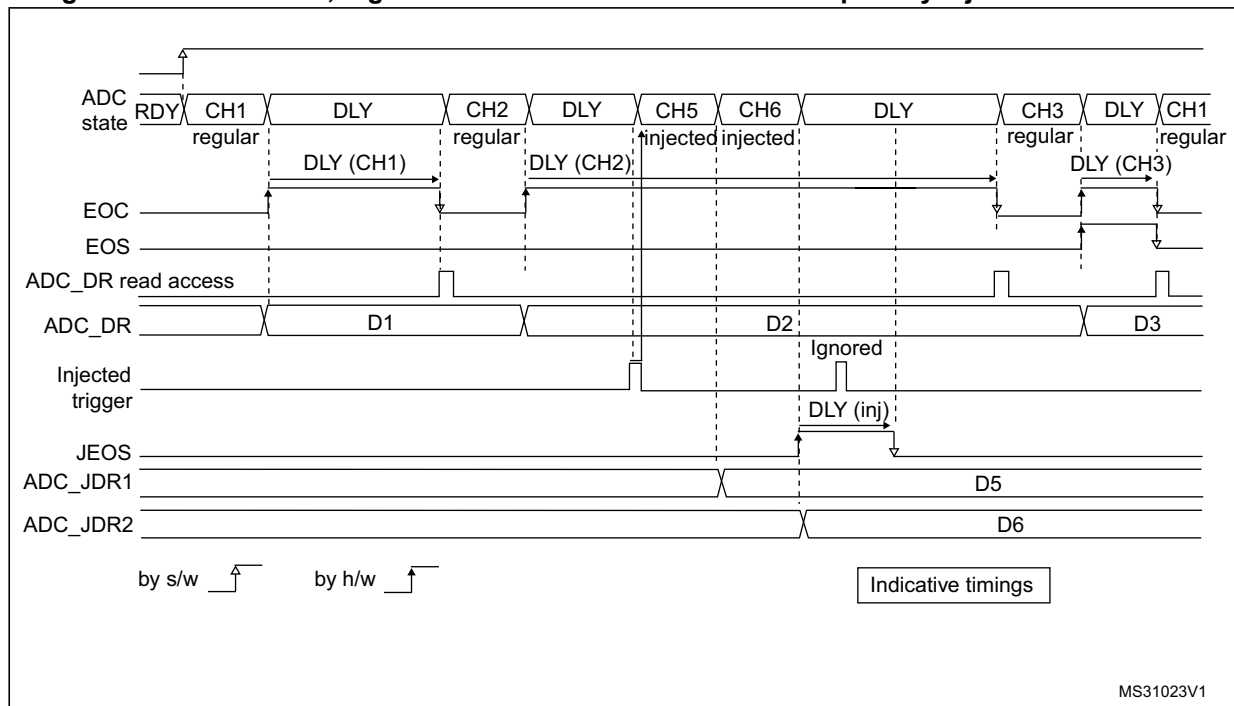 ADC state
RDY CH1 DLY CH2 DLY CH5 CH6 DLY CH3 DLY CH1
regular regular injected injected regular regular
DLY (CH1) DLY (CH2) DLY (CH3)
EOC
EOS
ADC_DR read access
ADC_DR D1 D2 D3
Ignored
Injected trigger
DLY (inj)
JEOS
ADC_JDR1 D5
ADC_JDR2 D6
by s/w by h/w Indicative timings
MS31023V1